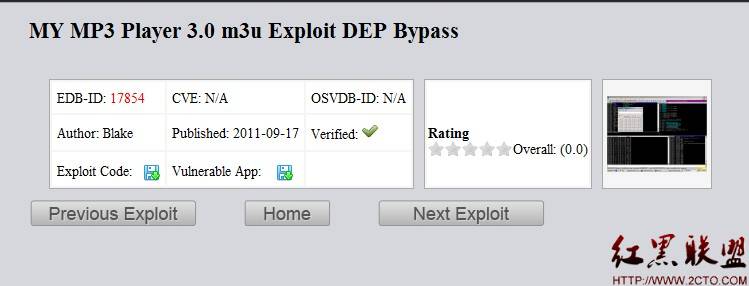 MY MP3 Player 3.0 m3u Exploit DEP Bypass
EDB-ID: 17854
CVE: N/A
OSVDB-ID: N/A
Author: Blake
Published: 2011-09-17
Verified:
Exploit Code:
Vulnerable App:
Rating
Overall: (0.0)
Previous Exploit
Home
Next Exploit
红黑联盟
HTTP://WWW.2CTO.COM